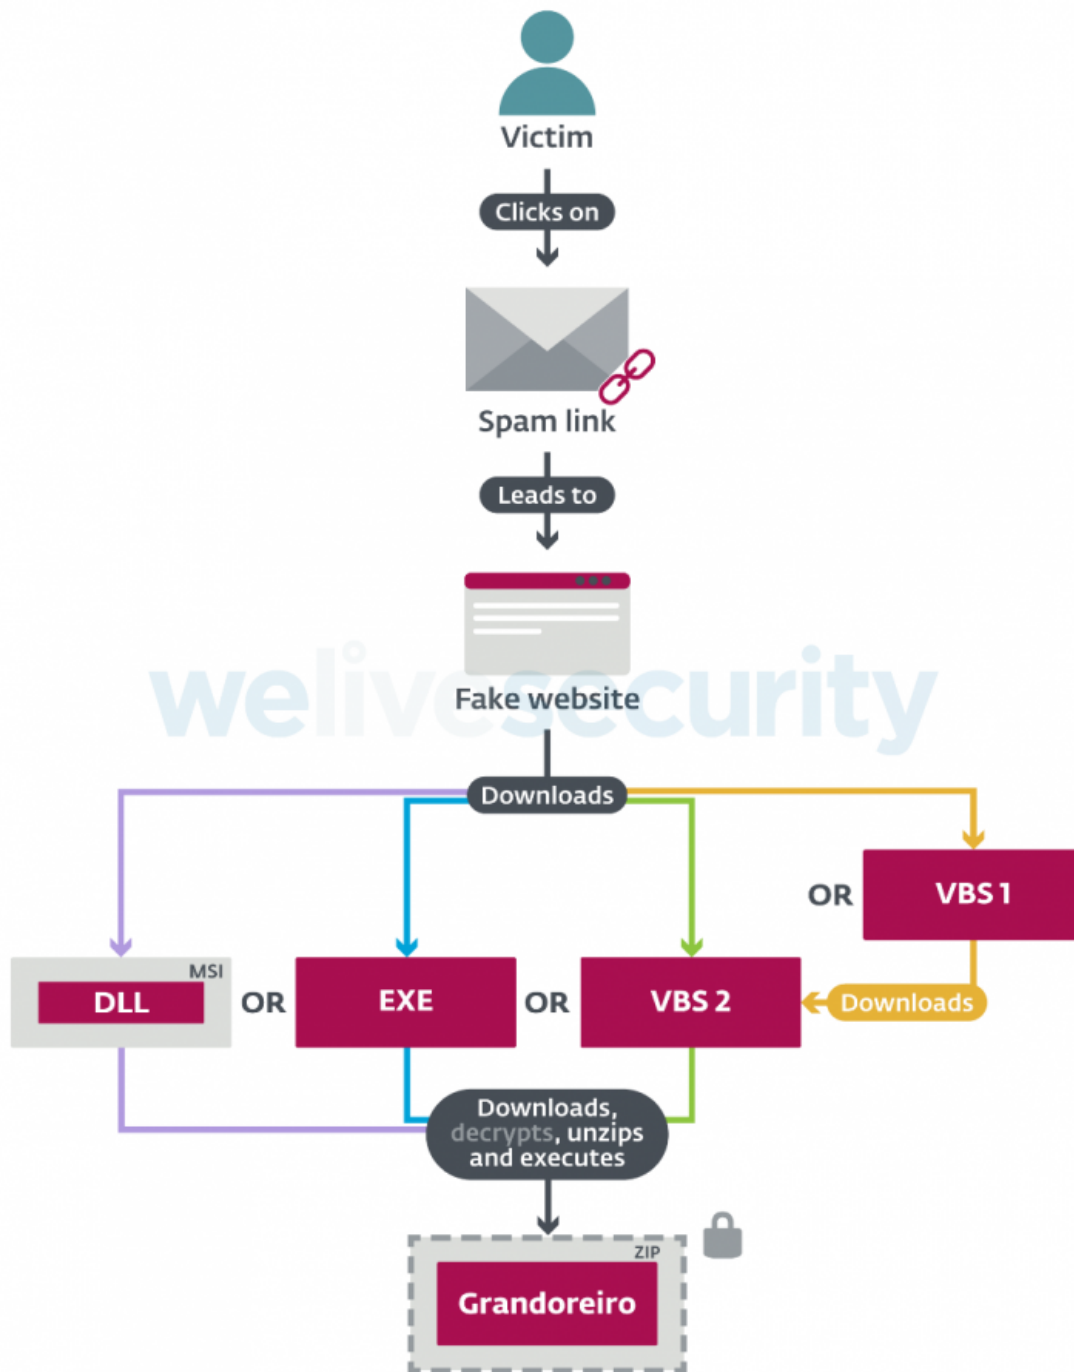 Victim
Clicks on
Spam link
Leads to
Fake website
welivesecurity
Downloads
OR
VBS 1
MSI
DLL
OR
EXE
OR
VBS 2
Downloads
Downloads,
decrypts, unzips
and executes
ZIP
Grandoreiro